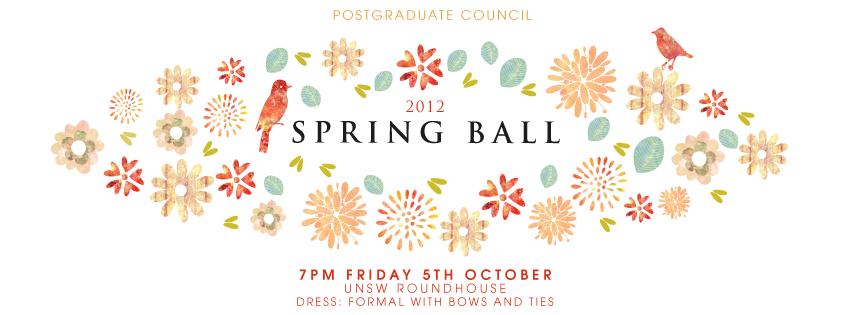 POSTGRADUATE COUNCIL
2012
SPRING BALL
7PM FRIDAY 5TH OCTOBER
UNSW ROUNDHOUSE
DRESS: FORMAL WITH BOWS AND TIES